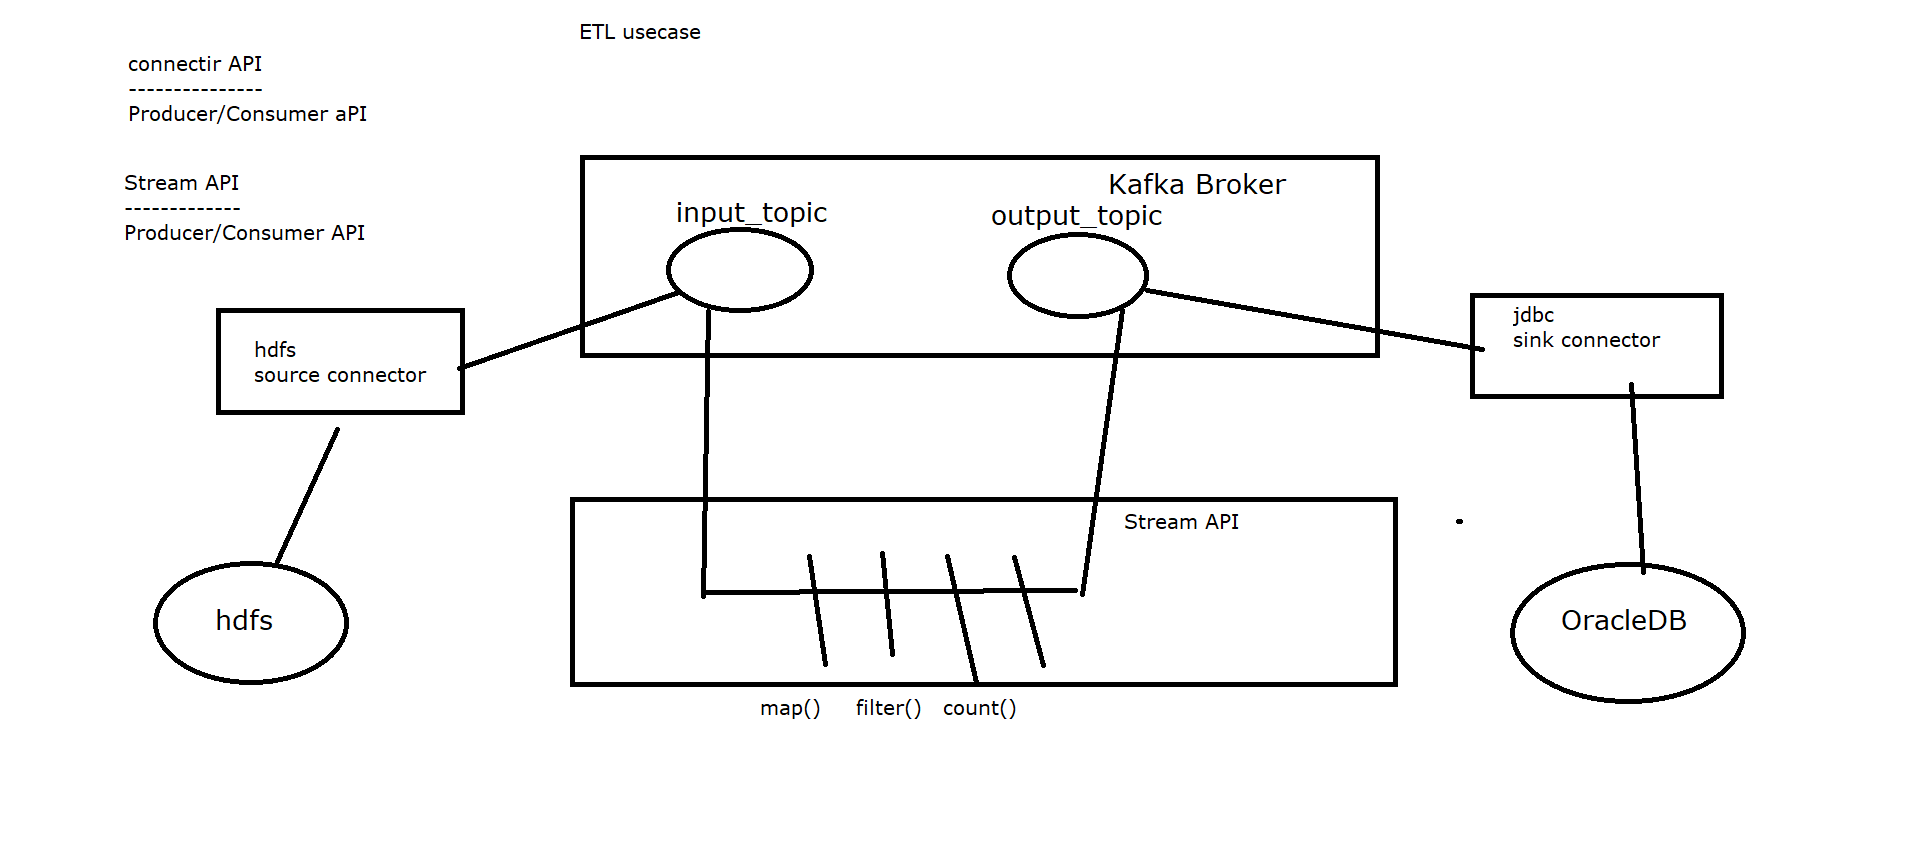 ETL usecase
connectir API
---------------
Producer/Consumer aPI
Stream API
-------------
Producer/Consumer API
Kafka Broker
input_topic
output_topic
hdfs
source connector
jdbc
sink connector
Stream API
hdfs
OracleDB
map()
filter()
count()